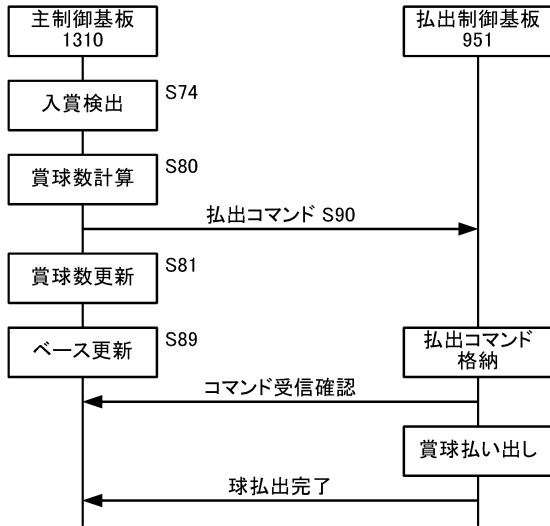 主制御基板
1310
払出制御基板
951
入賞検出
S74
賞球数計算
S80
払出コマンド S90
賞球数更新
S81
ベース更新
S89
払出コマンド
格納
コマンド受信確認
賞球払い出し
球払出完了